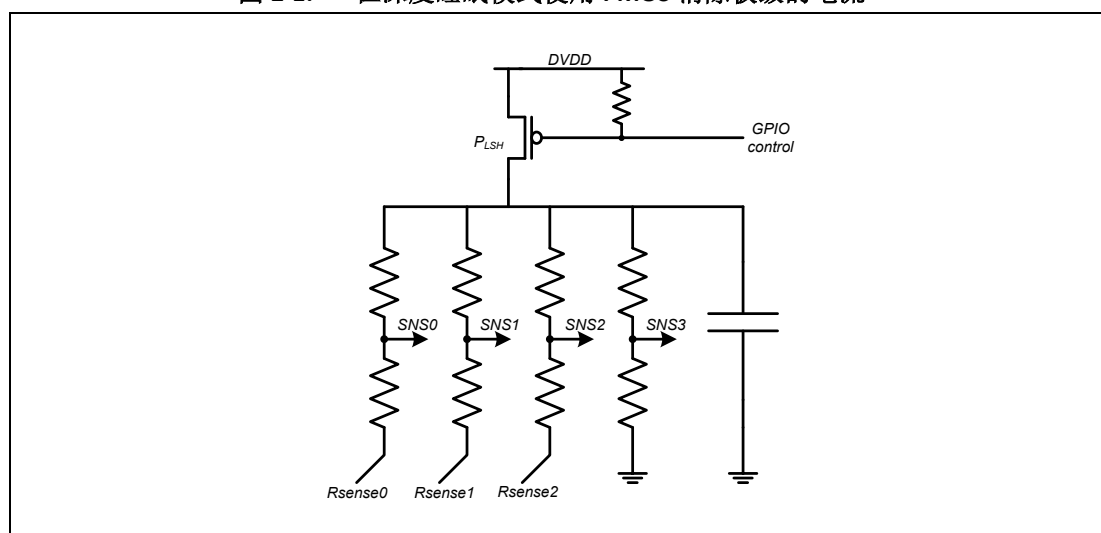 DVDD
GPIO
control
PLSH
SNS0
SNS1
SNS2
SNS3
Rsense0
Rsense1
Rsense2